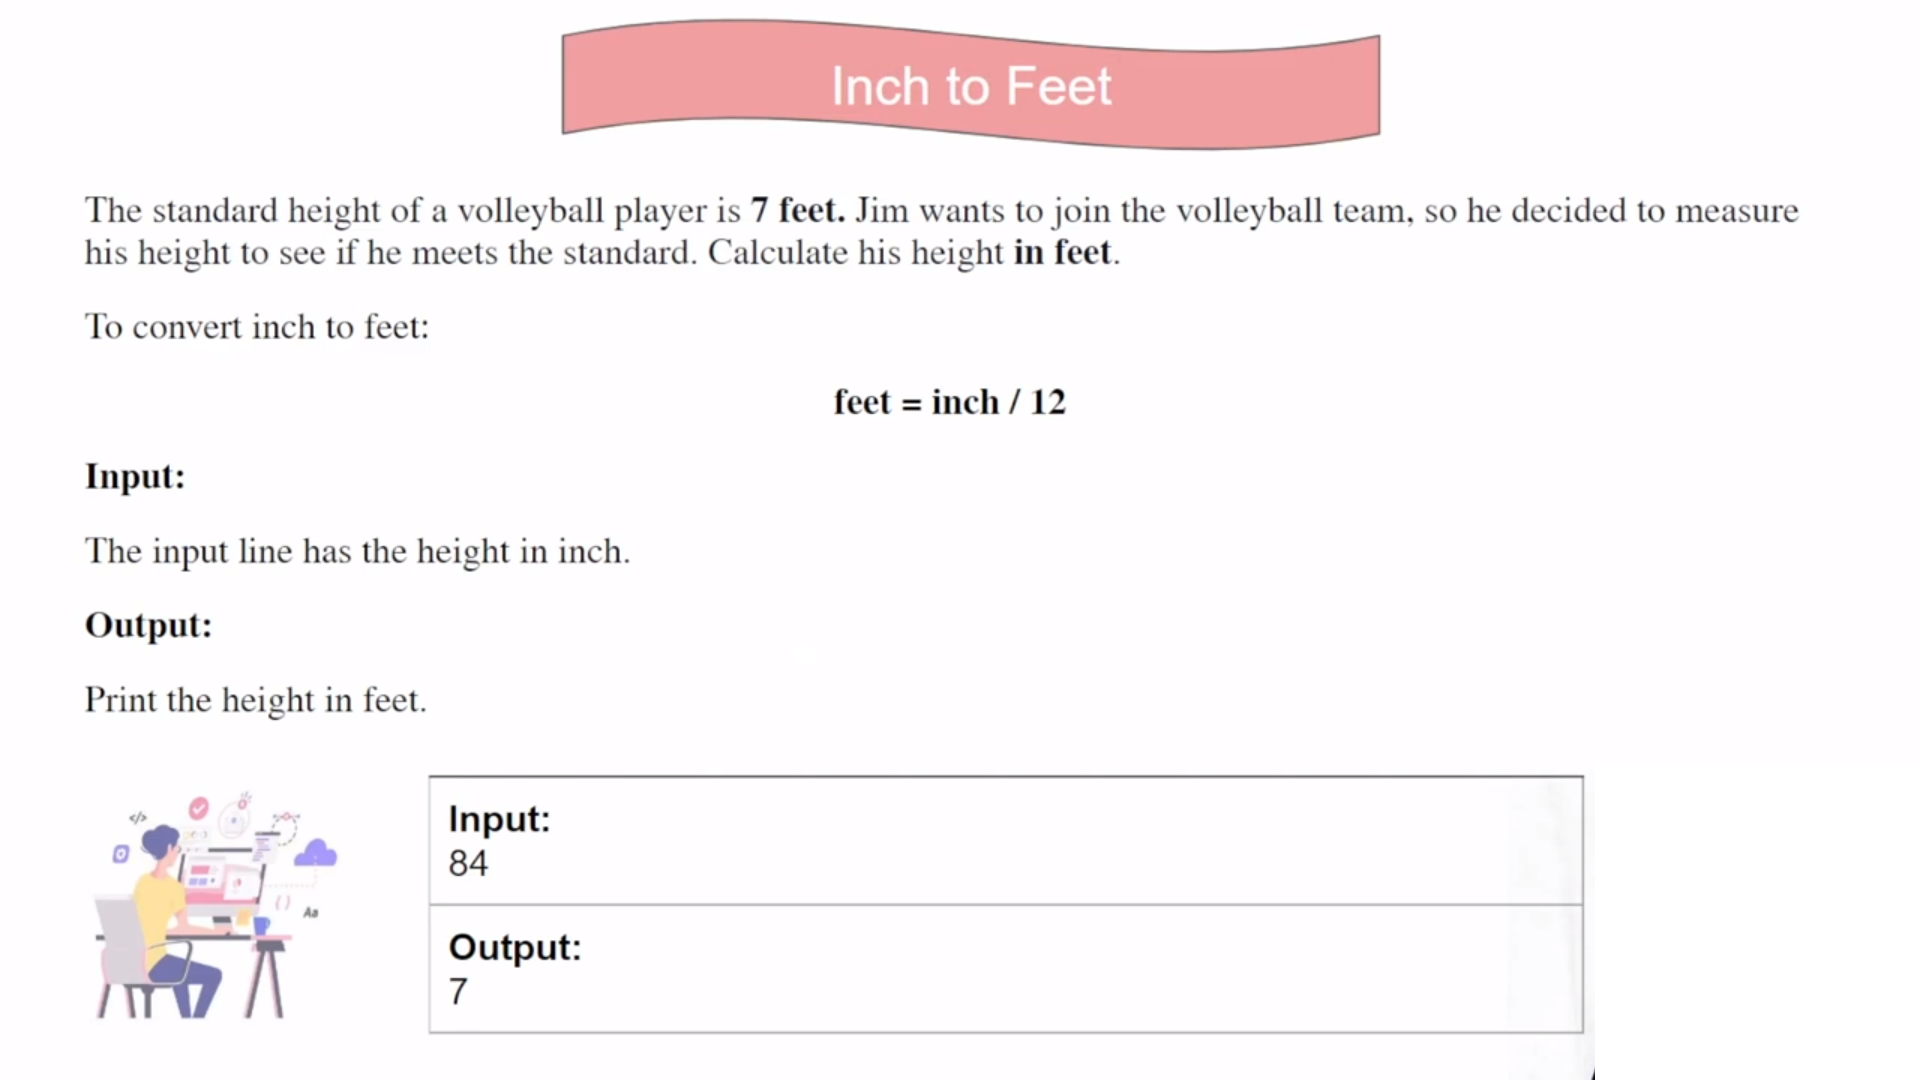 Inch to Feet
The standard height of a volleyball player is 7 feet. Jim wants to join the volleyball team, so he decided to measure
his height to see if he meets the standard. Calculate his height in feet.
To convert inch to feet:
feet = inch / 12
Input:
The input line has the height in inch.
Output:
Print the height in feet.
</>
{ }
Aa
Input:
84
Output:
7